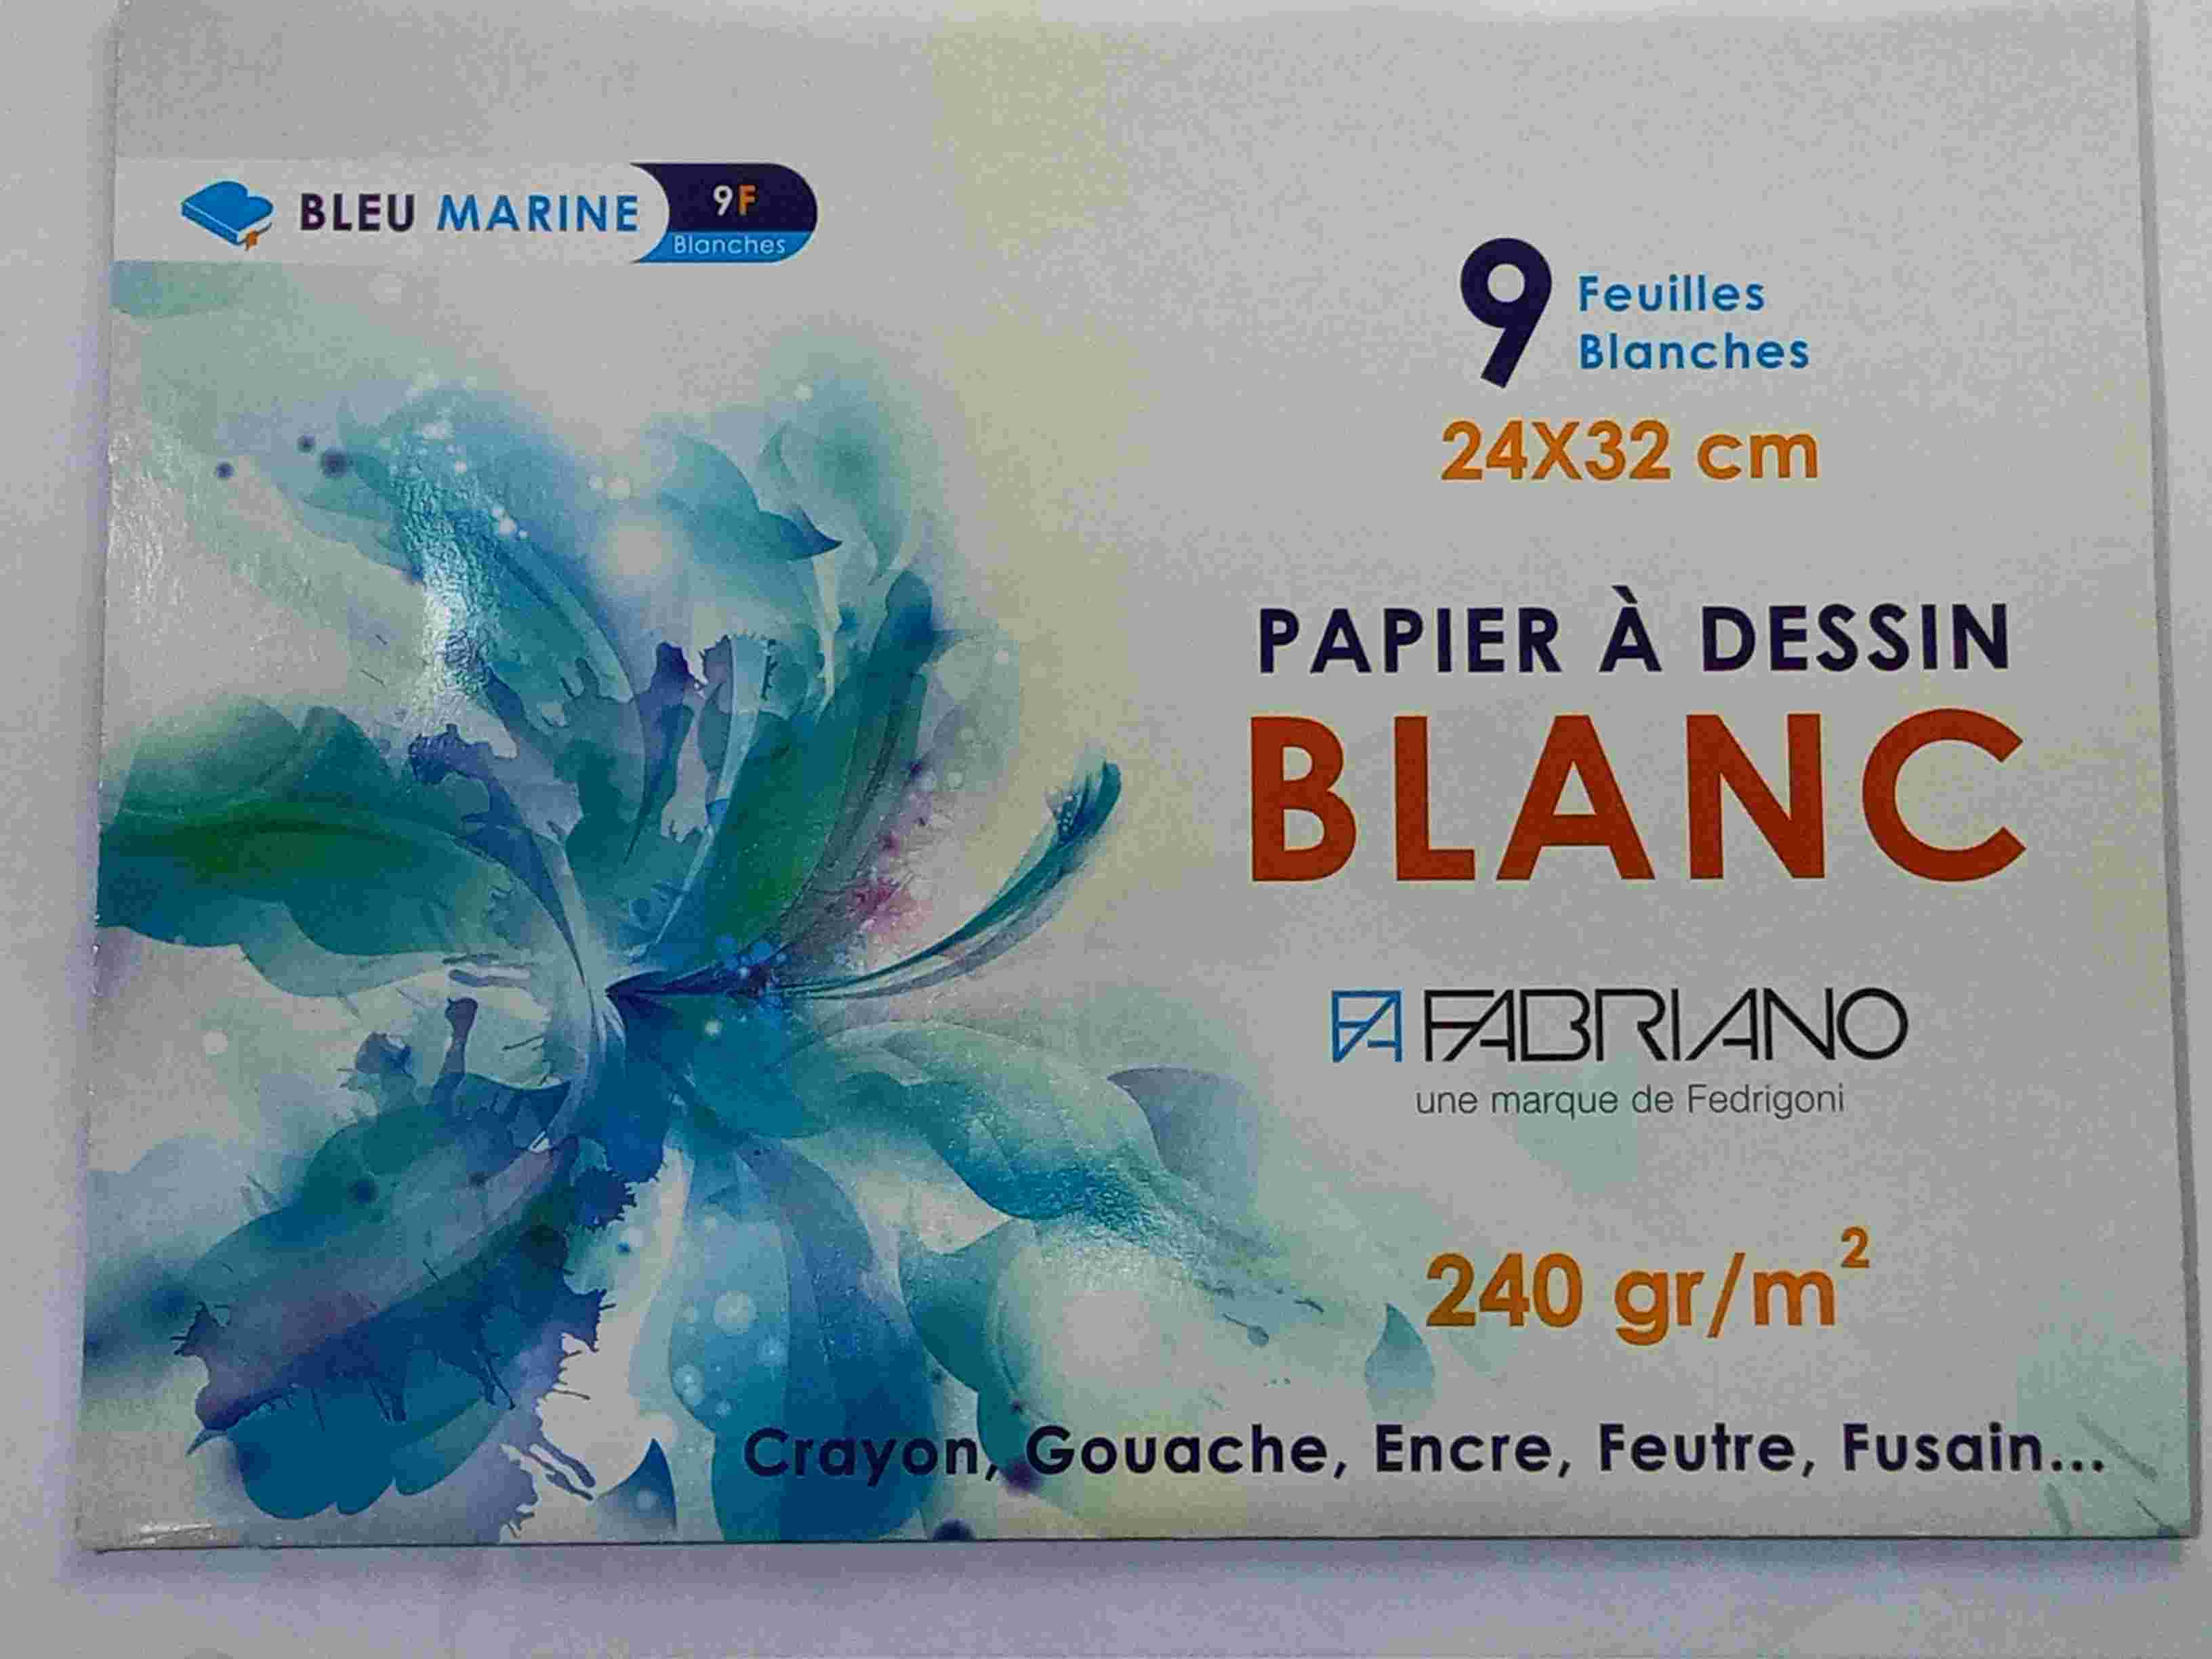 BLEU MARINE
9F
Blanches
9 Feuilles
Blanches
24X32 cm
PAPIER À DESSIN
BLANC
FA FABRIANO
une marque de Fedrigoni
240 gr/m²
Crayon, Gouache, Encre, Feutre, Fusain...